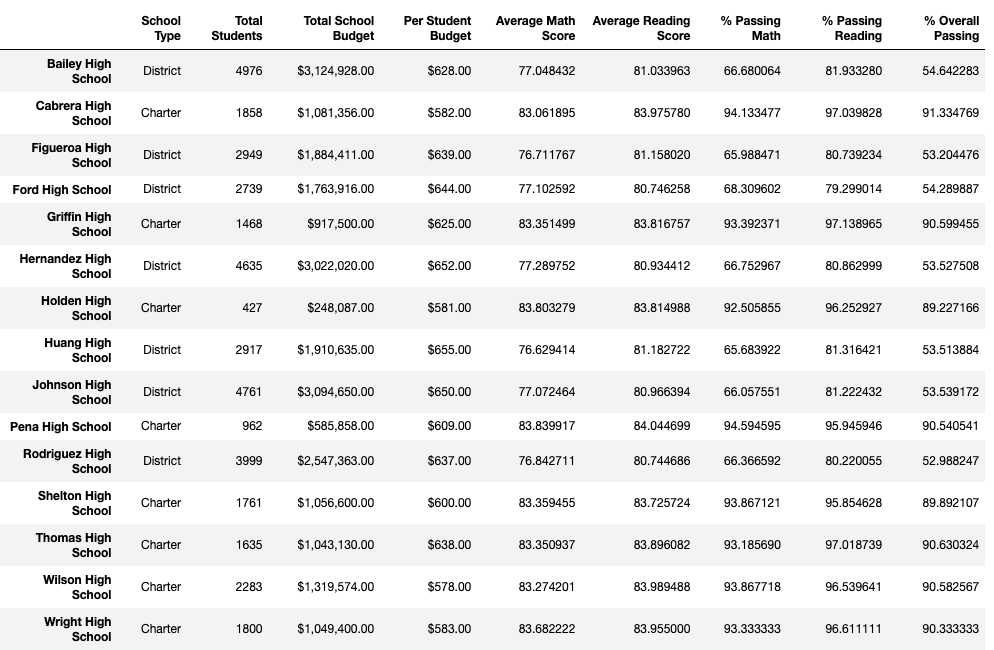 School Type Total Students Total School Budget Per Student Budget Average Math Score Average Reading Score % Passing Math % Passing Reading % Overall Passing
Bailey High School District 4976 $3,124,928.00 $628.00 77.048432 81.033963 66.680064 81.933280 54.642283
Cabrera High School Charter 1858 $1,081,356.00 $582.00 83.061895 83.975780 94.133477 97.039828 91.334769
Figueroa High School District 2949 $1,884,411.00 $639.00 76.711767 81.158020 65.988471 80.739234 53.204476
Ford High School District 2739 $1,763,916.00 $644.00 77.102592 80.746258 68.309602 79.299014 54.289887
Griffin High School Charter 1468 $917,500.00 $625.00 83.351499 83.816757 93.392371 97.138965 90.599455
Hernandez High School District 4635 $3,022,020.00 $652.00 77.289752 80.934412 66.752967 80.862999 53.527508
Holden High School Charter 427 $248,087.00 $581.00 83.803279 83.814988 92.505855 96.252927 89.227166
Huang High School District 2917 $1,910,635.00 $655.00 76.629414 81.182722 65.683922 81.316421 53.513884
Johnson High School District 4761 $3,094,650.00 $650.00 77.072464 80.966394 66.057551 81.222432 53.539172
Pena High School Charter 962 $585,858.00 $609.00 83.839917 84.044699 94.594595 95.945946 90.540541
Rodriguez High School District 3999 $2,547,363.00 $637.00 76.842711 80.744686 66.366592 80.220055 52.988247
Shelton High School Charter 1761 $1,056,600.00 $600.00 83.359455 83.725724 93.867121 95.854628 89.892107
Thomas High School Charter 1635 $1,043,130.00 $638.00 83.350937 83.896082 93.185690 97.018739 90.630324
Wilson High School Charter 2283 $1,319,574.00 $578.00 83.274201 83.989488 93.867718 96.539641 90.582567
Wright High School Charter 1800 $1,049,400.00 $583.00 83.682222 83.955000 93.333333 96.611111 90.333333